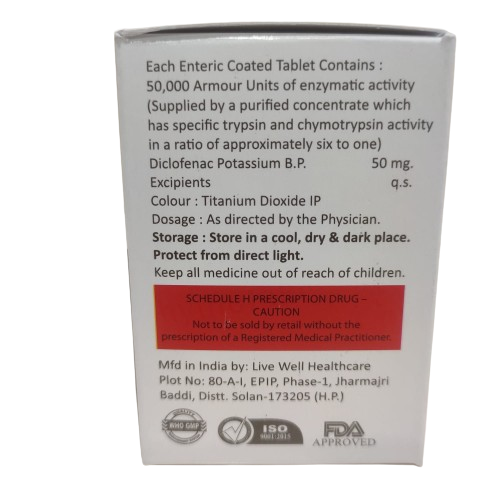 Each Enteric Coated Tablet Contains :
50,000 Armour Units of enzymatic activity
(Supplied by a purified concentrate which
has specific trypsin and chymotrypsin activity
in a ratio of approximately six to one)
Diclofenac Potassium B.P. 50 mg.
Excipients q.s.
Colour : Titanium Dioxide IP
Dosage : As directed by the Physician.
Storage : Store in a cool, dry & dark place.
Protect from direct light.
Keep all medicine out of reach of children.
SCHEDULE H PRESCRIPTION DRUG –
CAUTION
Not to be sold by retail without the
prescription of a Registered Medical Practitioner.
Mfd in India by: Live Well Healthcare
Plot No: 80-A-I, EPIP, Phase-1, Jharmajri
Baddi, Distt. Solan-173205 (H.P.)
QUALITY
WHO GMP
ISO
9001:2015
FDA
APPROVED